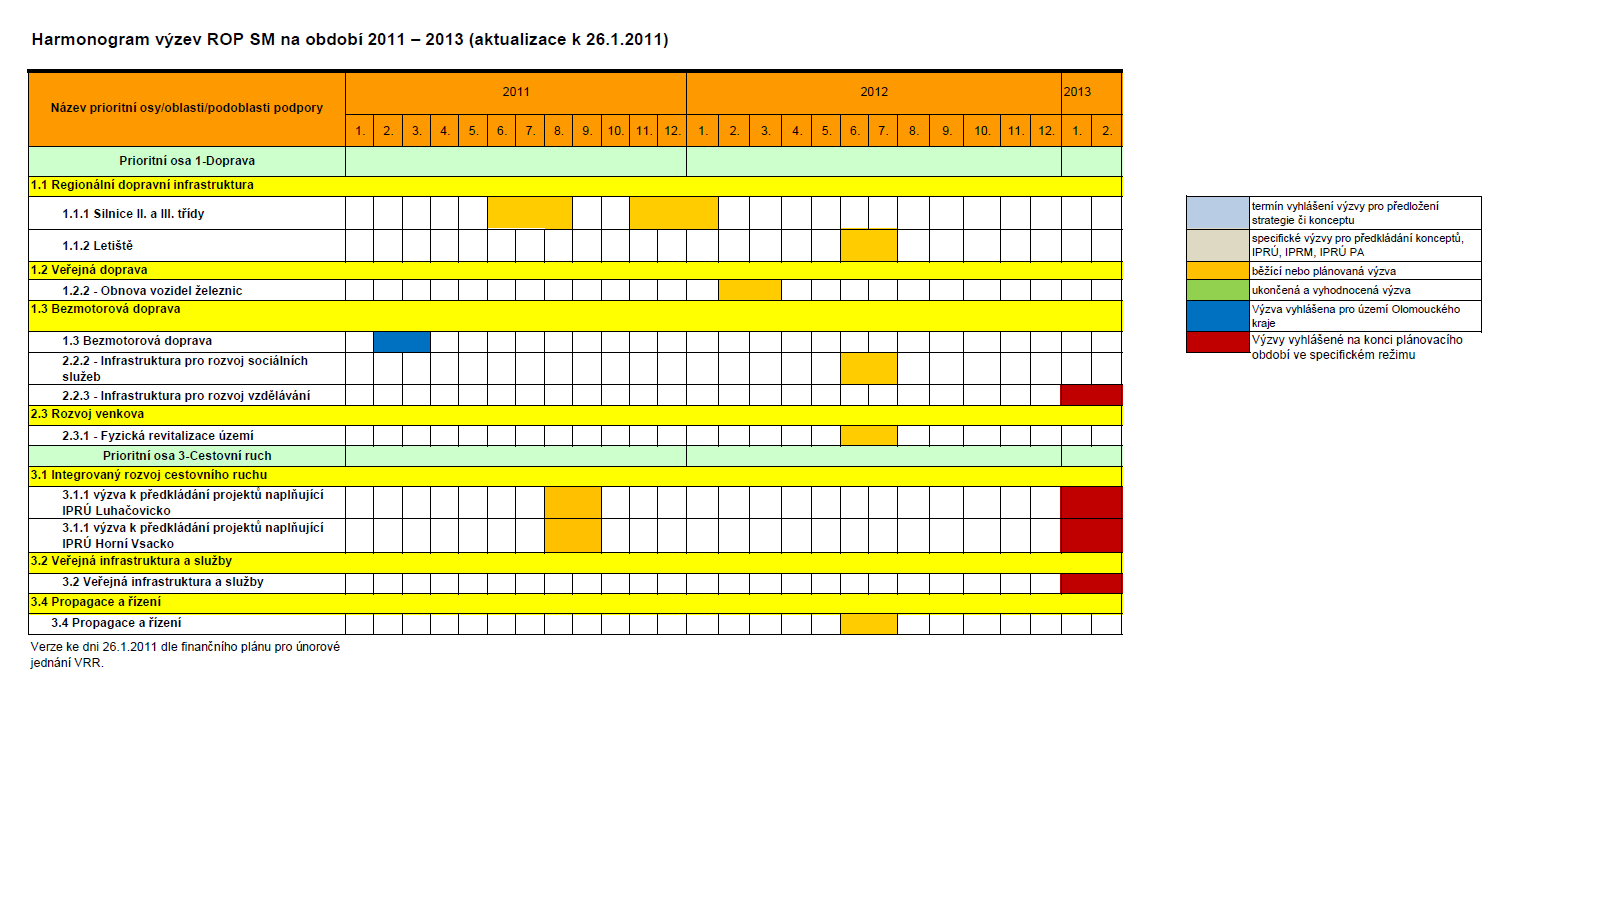 Harmonogram výzev ROP SM na období 2011 – 2013 (aktualizace k 26.1.2011)
Název prioritní osy/oblasti/podoblasti podpory
2011 2012 2013
1. 2. 3. 4. 5. 6. 7. 8. 9. 10. 11. 12. 1. 2. 3. 4. 5. 6. 7. 8. 9. 10. 11. 12. 1. 2.
Prioritní osa 1-Doprava
1.1 Regionální dopravní infrastruktura
1.1.1 Silnice II. a III. třídy
1.1.2 Letiště
1.2 Veřejná doprava
1.2.2 - Obnova vozidel železnic
1.3 Bezmotorová doprava
1.3 Bezmotorová doprava
2.2.2 - Infrastruktura pro rozvoj sociálních
služeb
2.2.3 - Infrastruktura pro rozvoj vzdělávání
2.3 Rozvoj venkova
2.3.1 - Fyzická revitalizace území
Prioritní osa 3-Cestovní ruch
3.1 Integrovaný rozvoj cestovního ruchu
3.1.1 výzva k předkládání projektů naplňující
IPRÚ Luhačovicko
3.1.1 výzva k předkládání projektů naplňující
IPRÚ Horní Vsacko
3.2 Veřejná infrastruktura a služby
3.2 Veřejná infrastruktura a služby
3.4 Propagace a řízení
3.4 Propagace a řízení
Verze ke dni 26.1.2011 dle finančního plánu pro únorové
jednání VRR.
termín vyhlášení výzvy pro předložení
strategie či konceptu
specifické výzvy pro předkládání konceptů,
IPRÚ, IPRM, IPRÚ PA
běžící nebo plánovaná výzva
ukončená a vyhodnocená výzva
Výzva vyhlášena pro území Olomouckého
kraje
Výzvy vyhlášené na konci plánovacího
období ve specifickém režimu